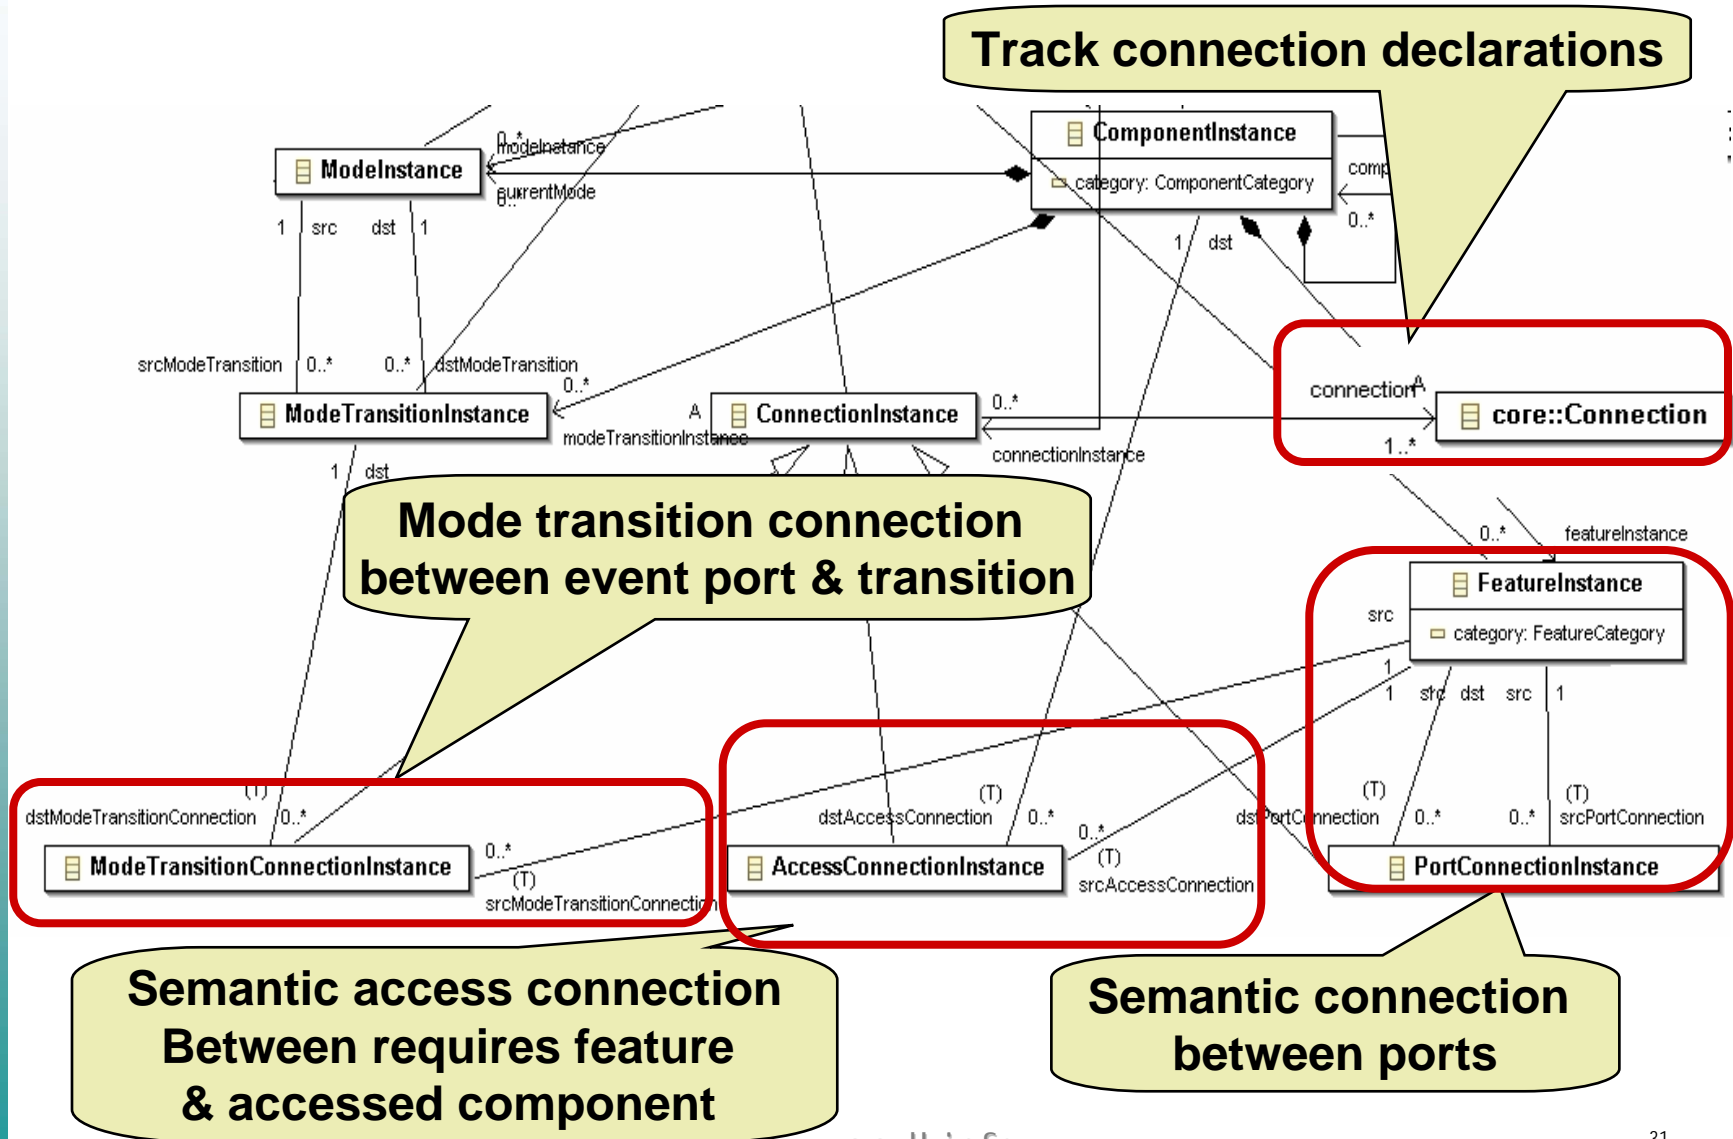 Track connection declarations
ComponentInstance
category: ComponentCategory
comp
0..*
ModeInstance
0..*
modeInstance
currentMode
0..*
1 src dst 1
1 dst
srcModeTransition 0..* 0..* dstModeTransition
0..*
ModeTransitionInstance
modeTransitionInstance
A
ConnectionInstance
0..*
connectionInstance
connection
A
core::Connection
1..*
1 dst
Mode transition connection
between event port & transition
0..* featureInstance
FeatureInstance
category: FeatureCategory
src
1
1 src dst src 1
(T)
dstModeTransitionConnection 0..*
ModeTransitionConnectionInstance
0..*
(T)
srcModeTransitionConnection
(T)
dstAccessConnection 0..*
AccessConnectionInstance
0..*
(T)
srcAccessConnection
(T)
dstPortConnection 0..*
(T)
0..* srcPortConnection
PortConnectionInstance
Semantic access connection
Between requires feature
& accessed component
Semantic connection
between ports
21